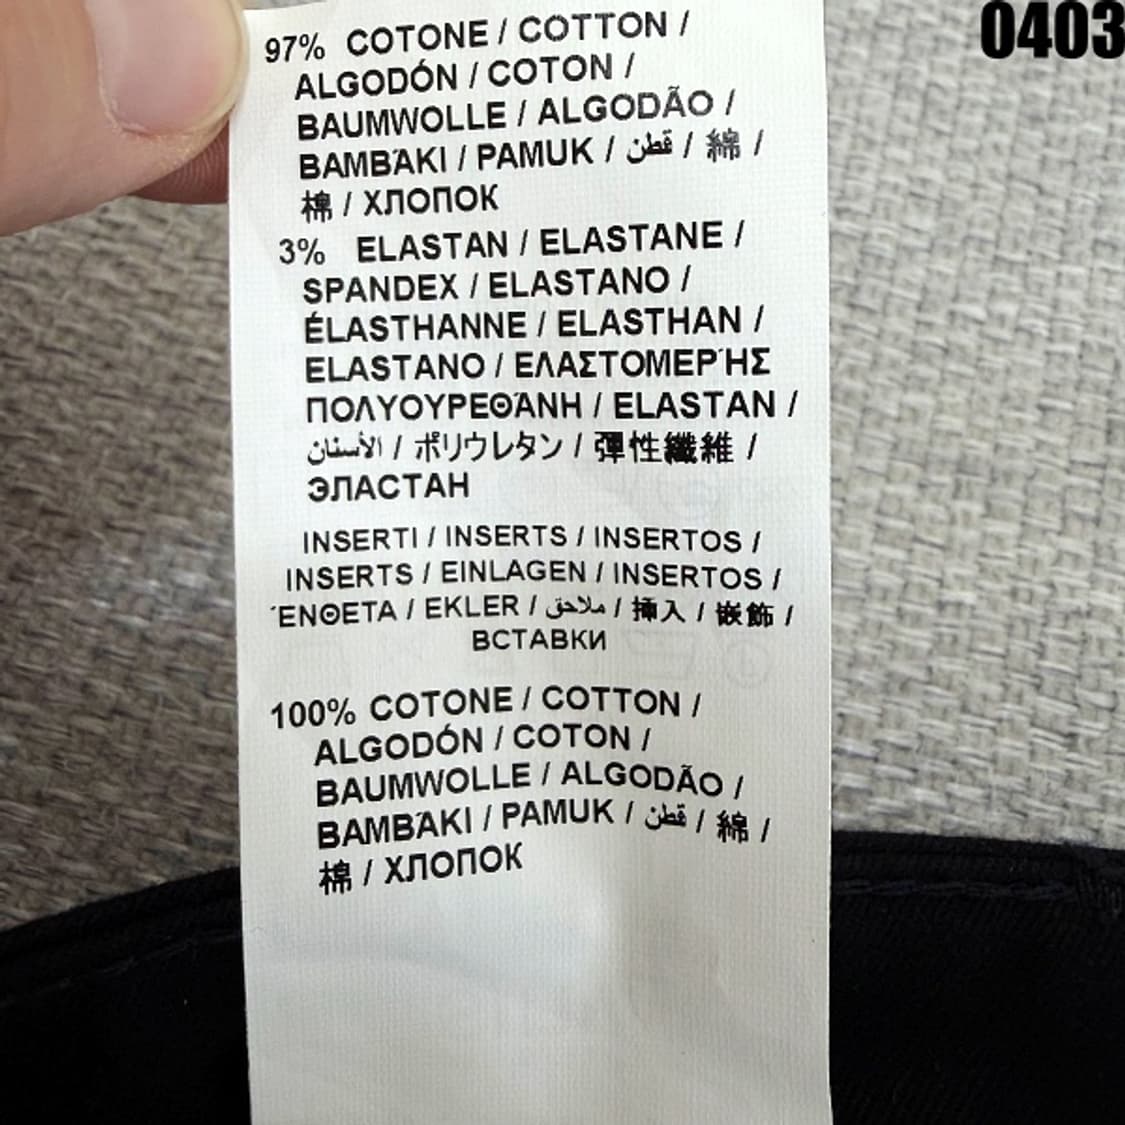 0403
97% COTONE / COTTON /
ALGODÓN / COTON /
BAUMWOLLE / ALGODÃO /
ΒΑΜΒΆΚΙ / PAMUK / قطن / 綿 /
棉 / ХЛОПОК
3% ELASTAN / ELASTANE /
SPANDEX / ELASTANO /
ÉLASTHANNE / ELASTHAN /
ELASTANO / ΕΛΑΣΤΟΜΕΡΉΣ
ΠΟΛΥΟΥΡΕΘΆΝΗ / ELASTAN /
الأسنان / ポリウレタン / 弾性纖維 /
ЭЛАСТАН
INSERTI / INSERTS / INSERTOS /
INSERTS / EINLAGEN / INSERTOS /
ΈΝΘΕΤΑ / EKLER / ملاحق / 挿入 / 嵌飾 /
ВСТАВКИ
100% COTONE / COTTON /
ALGODÓN / COTON /
BAUMWOLLE / ALGODÃO /
ΒΑΜΒΆΚΙ / PAMUK / قطن / 綿 /
棉 / ХЛОПОК